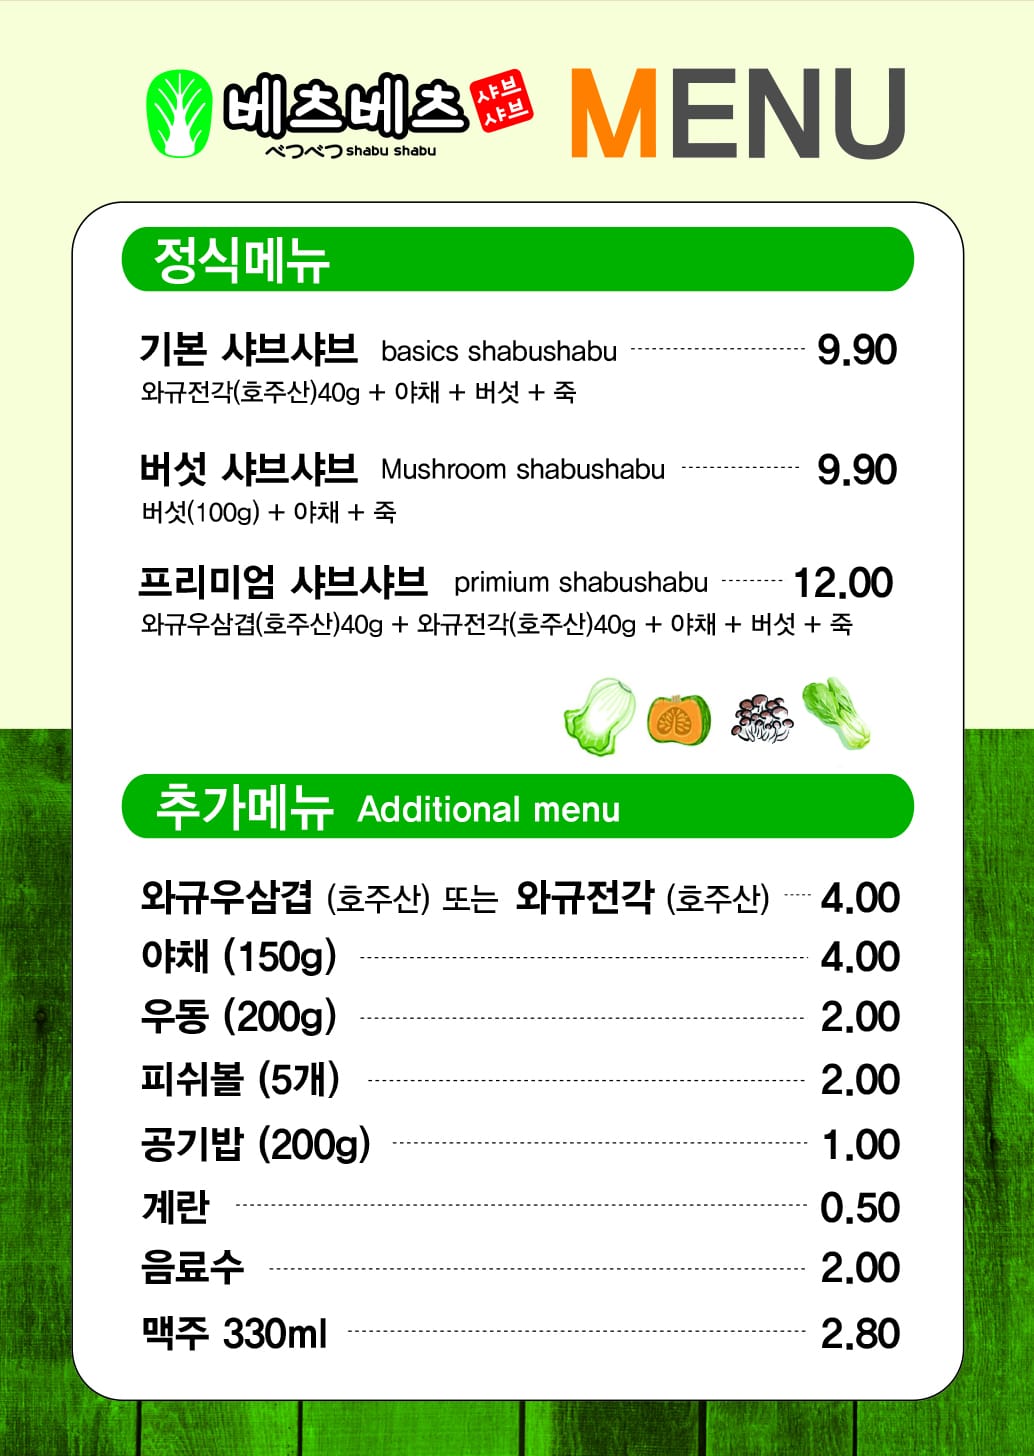 베츠베츠 샤브샤브 MENU
べつべつ shabu shabu
정식메뉴
기본 샤브샤브 basics shabushabu 9.90
와규전각(호주산)40g + 야채 + 버섯 + 죽
버섯 샤브샤브 Mushroom shabushabu 9.90
버섯(100g) + 야채 + 죽
프리미엄 샤브샤브 primium shabushabu 12.00
와규우삼겹(호주산)40g + 와규전각(호주산)40g + 야채 + 버섯 + 죽
추가메뉴 Additional menu
와규우삼겹 (호주산) 또는 와규전각 (호주산) 4.00
야채 (150g) 4.00
우동 (200g) 2.00
피쉬볼 (5개) 2.00
공기밥 (200g) 1.00
계란 0.50
음료수 2.00
맥주 330ml 2.80